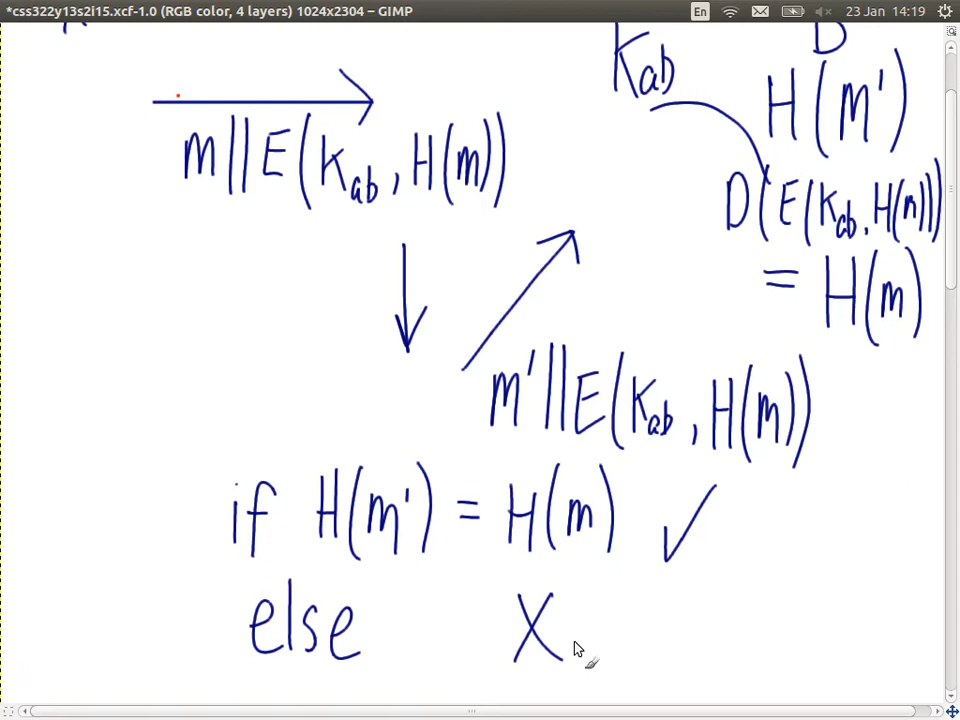 *css322y13s2i15.xcf-1.0 (RGB color, 4 layers) 1024x2304 – GIMP
En
23 Jan 14:19
Kab
H(m')
m||E(Kab, H(m))
D(E(Kab, H(m)))
= H(m)
m'||E(Kab, H(m))
if H(m') = H(m) ✓
else X